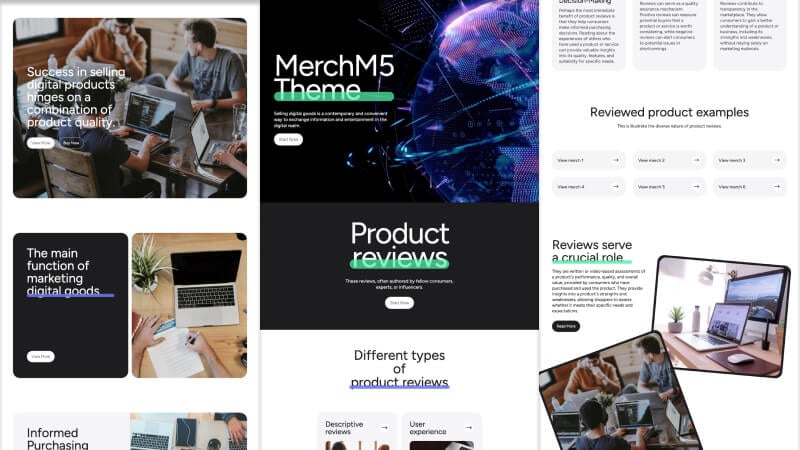 Success in selling
digital products
hinges on a
combination of
product quality.
View More
Buy Now
The main
function of
marketing
digital goods
View More
Informed
Purchasing
MerchM5
Theme
Selling digital goods is a contemporary and convenient
way to exchange information and entertainment in the
digital realm.
Start Now
Product
reviews
These reviews, often authored by fellow consumers,
experts, or influencers.
Start Now
Different types
of
product reviews
Descriptive
reviews
User
experience
Decision-Making
Perhaps the most immediate
benefit of product reviews is
that they help consumers
make informed purchasing
decisions. Reading about the
experiences of others who
have used a product or service
can provide valuable insights
into its quality, features, and
suitability for specific needs.
Reviews can serve as a quality
assurance mechanism.
Positive reviews can reassure
potential buyers that a
product or service is worth
considering, while negative
reviews can alert consumers
to potential issues or
shortcomings.
Reviews contribute to
transparency in the
marketplace. They allow
consumers to gain a better
understanding of a product or
business, including its
strengths and weaknesses,
without relying solely on
marketing materials.
Reviewed product examples
This is illustrate the diverse nature of product reviews.
View merch 1
View merch 2
View merch 3
View merch 4
View merch 5
View merch 6
Reviews serve
a crucial role
They are written or video-based assessments of
a product's performance, quality, and overall
value, provided by consumers who have
purchased and used the product. They provide
insights into a product's strengths and
weaknesses, allowing shoppers to assess
whether it meets their specific needs and
expectations.
Read More